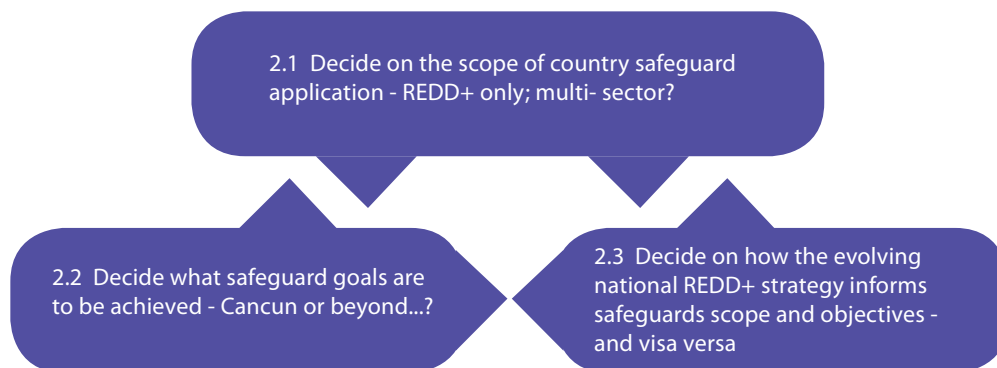 2.1 Decide on the scope of country safeguard
application - REDD+ only; multi- sector?
2.2 Decide what safeguard goals are
to be achieved - Cancun or beyond...?
2.3 Decide on how the evolving
national REDD+ strategy informs
safeguards scope and objectives -
and visa versa